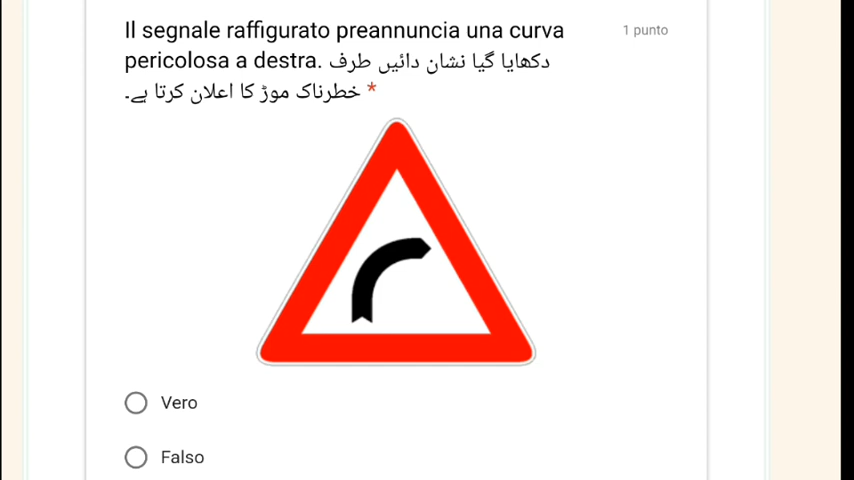 Il segnale raffigurato preannuncia una curva
1 punto
pericolosa a destra. دکھایا گیا نشان دائیں طرف
خطرناک موڑ کا اعلان کرتا ہے۔ *
Vero
Falso